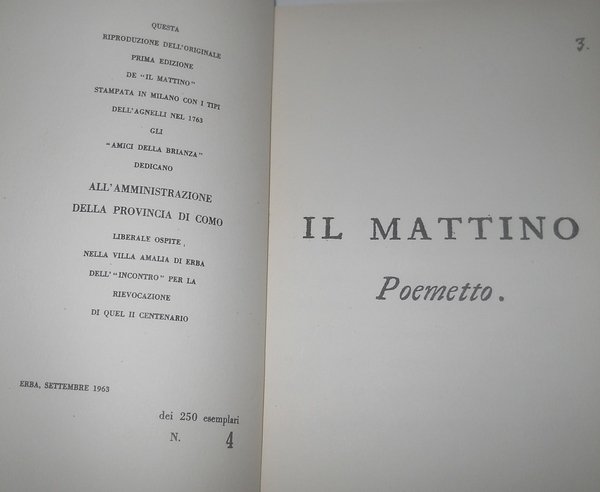 QUESTA
RIPRODUZIONE DELL'ORIGINALE
PRIMA EDIZIONE
DE "IL MATTINO"
STAMPATA IN MILANO CON I TIPI
DELL'AGNELLI NEL 1763
GLI
"AMICI DELLA BRIANZA"
DEDICANO
ALL'AMMINISTRAZIONE
DELLA PROVINCIA DI COMO
LIBERALE OSPITE,
NELLA VILLA AMALIA DI ERBA
DELL'"INCONTRO" PER LA
RIEVOCAZIONE
DI QUEL II CENTENARIO
ERBA, SETTEMBRE 1963
dei 250 esemplari
N. 4
3.
IL MATTINO
Poemetto.